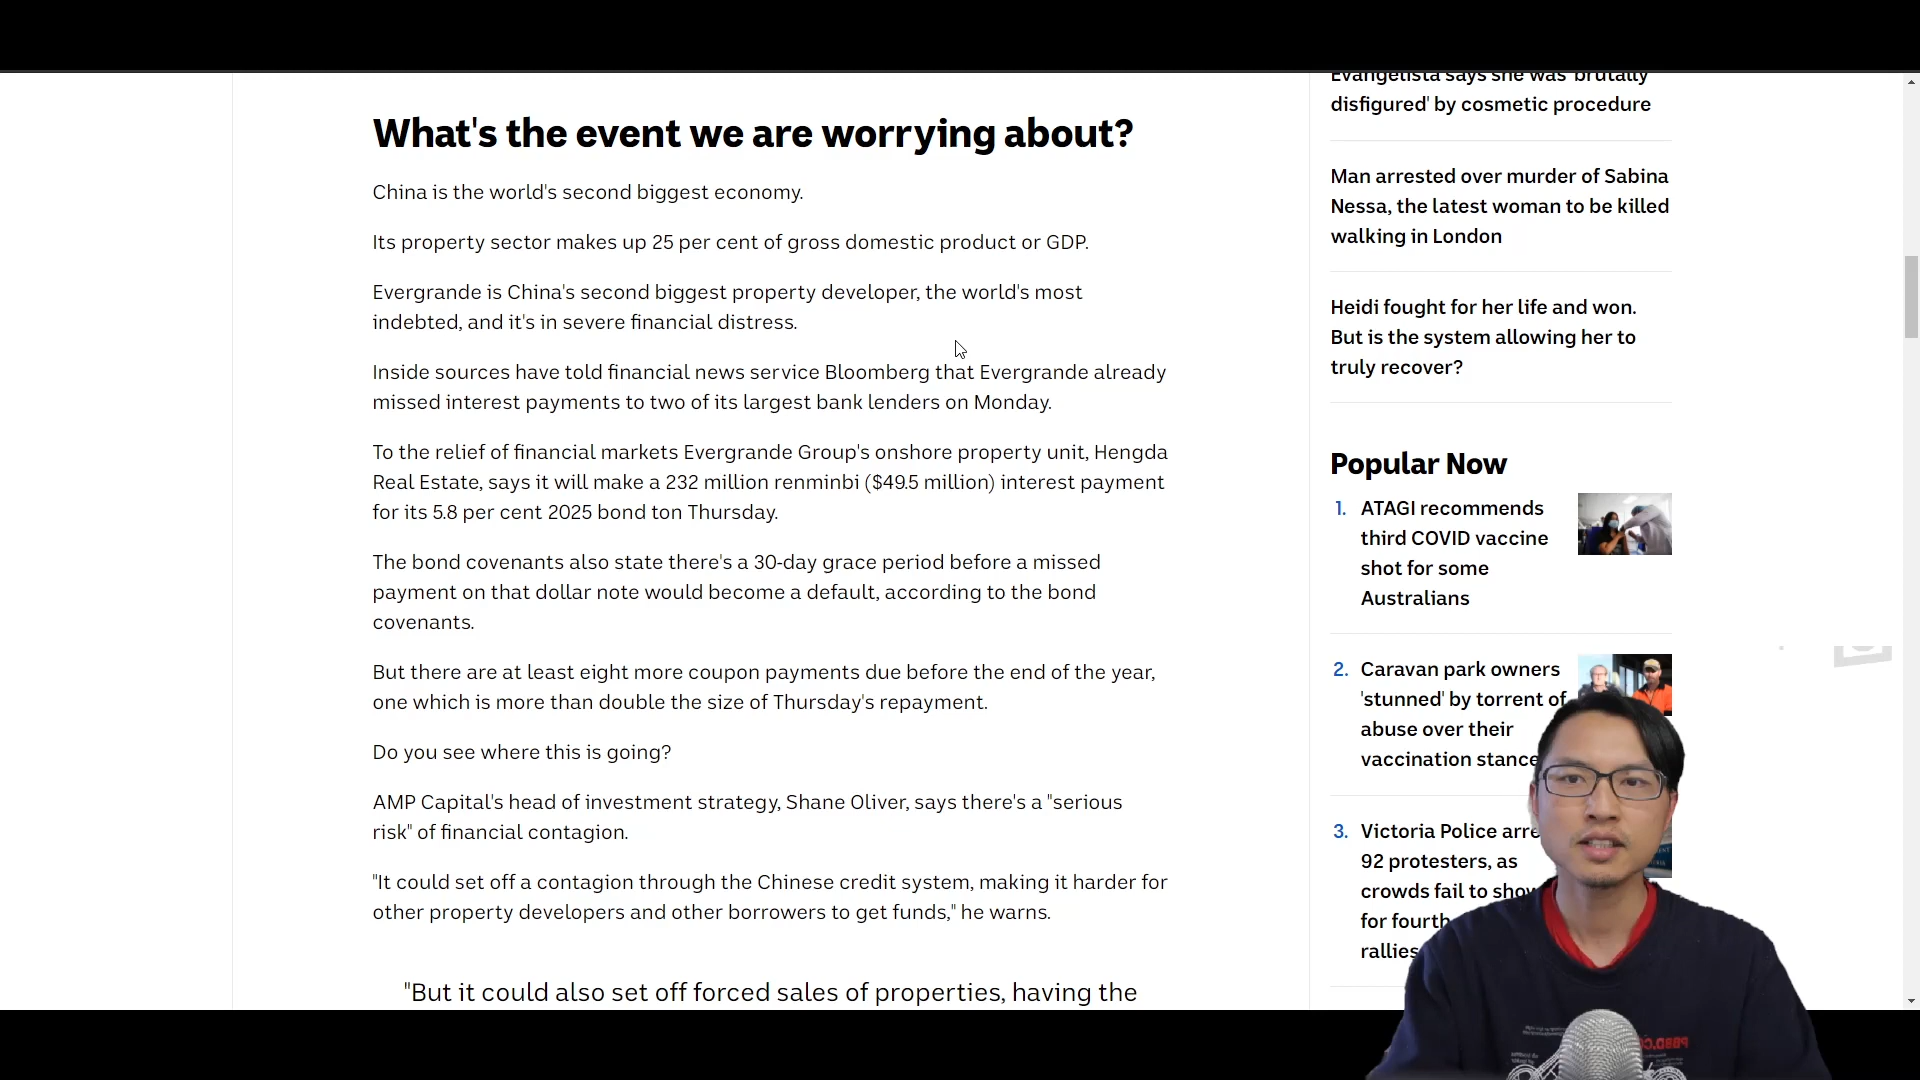 What's the event we are worrying about?
China is the world's second biggest economy.
Its property sector makes up 25 per cent of gross domestic product or GDP.
Evergrande is China's second biggest property developer, the world's most
indebted, and it's in severe financial distress.
Inside sources have told financial news service Bloomberg that Evergrande already
missed interest payments to two of its largest bank lenders on Monday.
To the relief of financial markets Evergrande Group's onshore property unit, Hengda
Real Estate, says it will make a 232 million renminbi ($49.5 million) interest payment
for its 5.8 per cent 2025 bond ton Thursday.
The bond covenants also state there's a 30-day grace period before a missed
payment on that dollar note would become a default, according to the bond
covenants.
But there are at least eight more coupon payments due before the end of the year,
one which is more than double the size of Thursday's repayment.
Do you see where this is going?
AMP Capital's head of investment strategy, Shane Oliver, says there's a "serious
risk" of financial contagion.
"It could set off a contagion through the Chinese credit system, making it harder for
other property developers and other borrowers to get funds," he warns.
"But it could also set off forced sales of properties, having the
Evangelista says she was 'brutally
disfigured' by cosmetic procedure
Man arrested over murder of Sabina
Nessa, the latest woman to be killed
walking in London
Heidi fought for her life and won.
But is the system allowing her to
truly recover?
Popular Now
1. ATAGI recommends
third COVID vaccine
shot for some
Australians
2. Caravan park owners
'stunned' by torrent of
abuse over their
vaccination stance
3. Victoria Police arre
92 protesters, as
crowds fail to show
for fourth
rallies